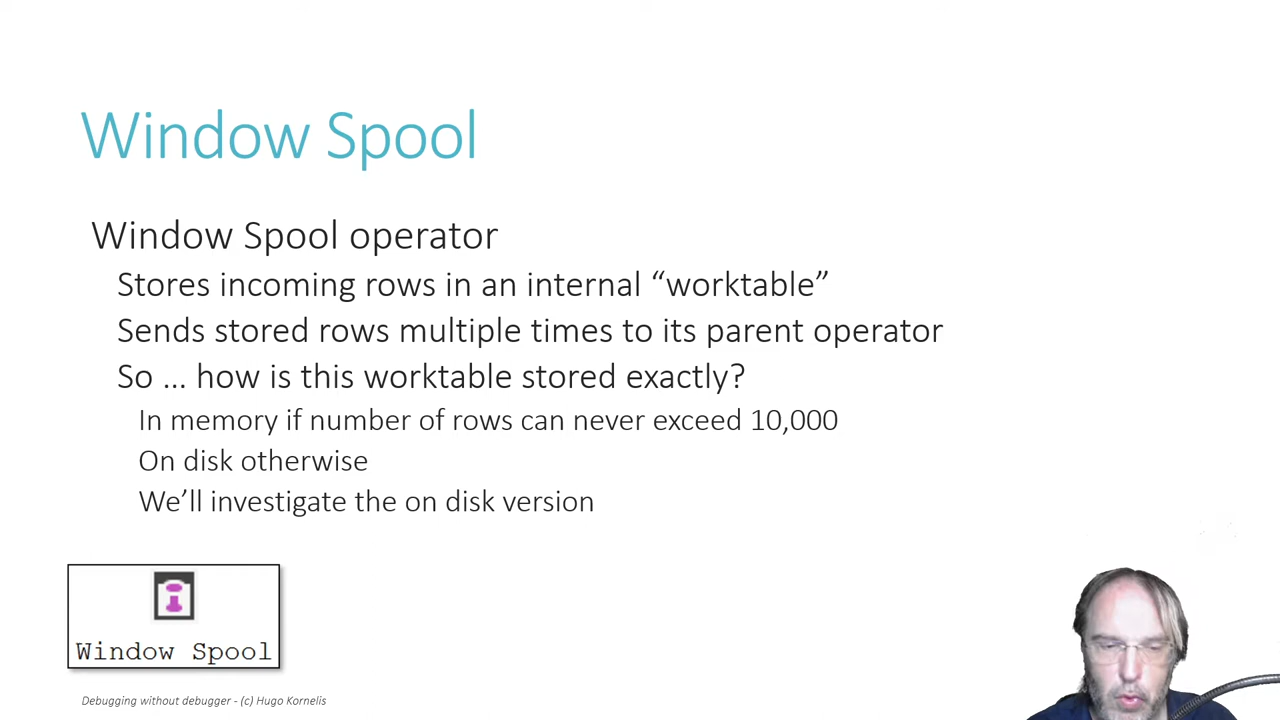 Window Spool
Window Spool operator
Stores incoming rows in an internal “worktable”
Sends stored rows multiple times to its parent operator
So … how is this worktable stored exactly?
In memory if number of rows can never exceed 10,000
On disk otherwise
We’ll investigate the on disk version
Window Spool
Debugging without debugger - (c) Hugo Kornelis